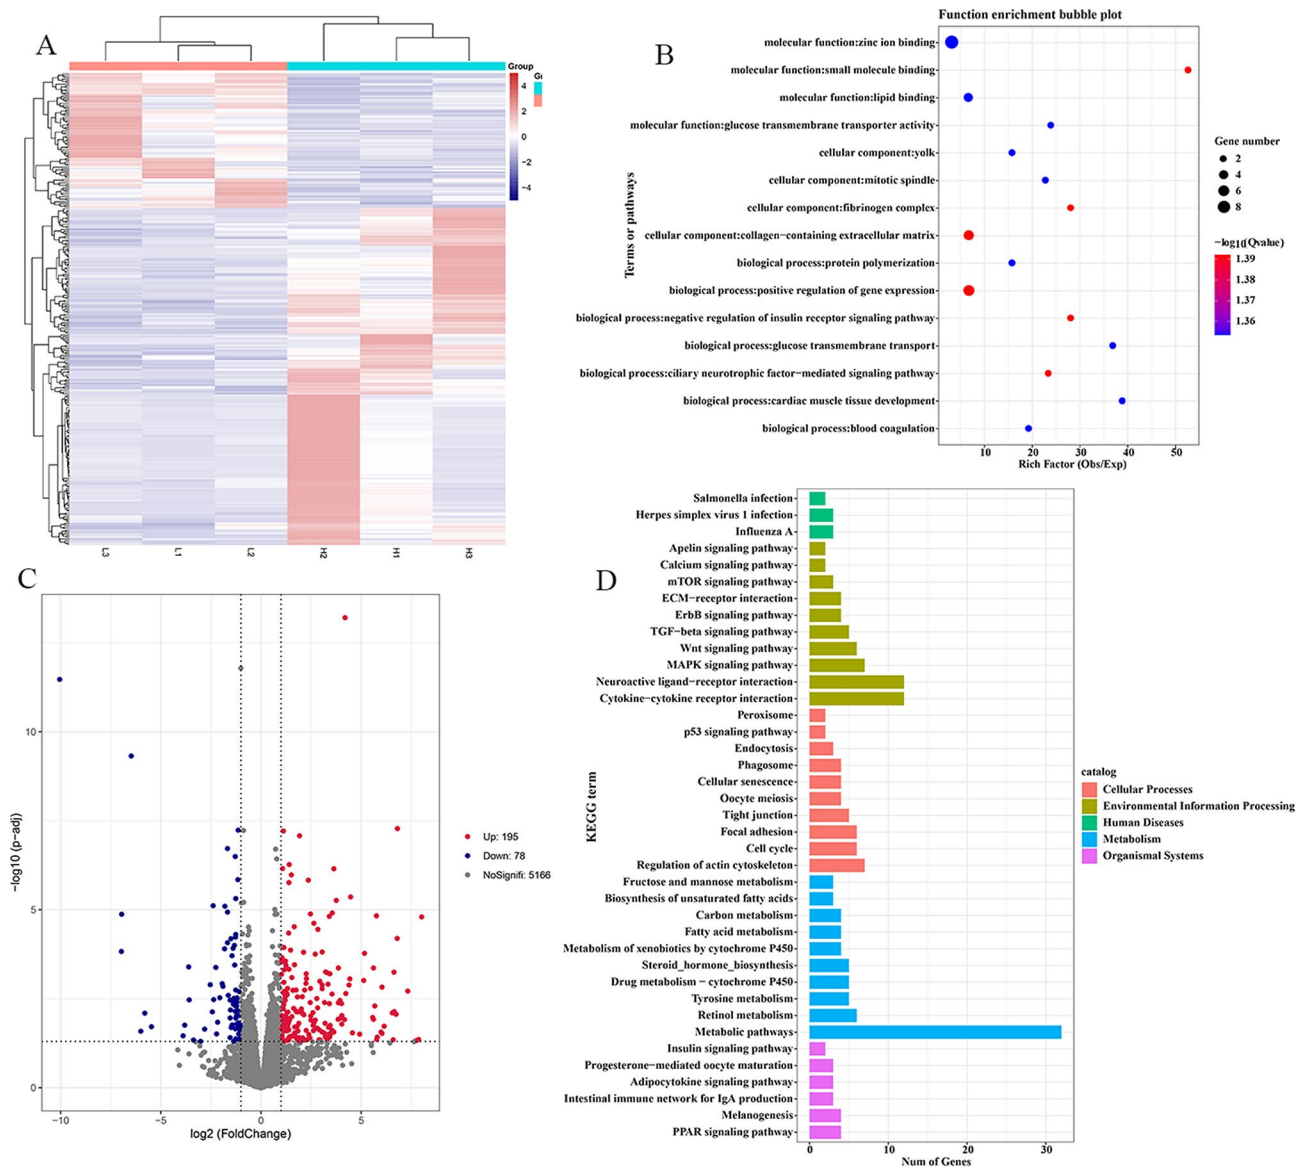 A
Group
4
2
0
−2
−4
L3
L1
L2
H2
H1
H3
B
Function enrichment bubble plot
Terms or pathways
molecular function:zinc ion binding
molecular function:small molecule binding
molecular function:lipid binding
molecular function:glucose transmembrane transporter activity
cellular component:yolk
cellular component:mitotic spindle
cellular component:fibrinogen complex
cellular component:collagen−containing extracellular matrix
biological process:protein polymerization
biological process:positive regulation of gene expression
biological process:negative regulation of insulin receptor signaling pathway
biological process:glucose transmembrane transport
biological process:ciliary neurotrophic factor−mediated signaling pathway
biological process:cardiac muscle tissue development
biological process:blood coagulation
10 20 30 40 50
Rich Factor (Obs/Exp)
Gene number
2
4
6
8
−log10(Qvalue)
1.39
1.38
1.37
1.36
C
−log10 (p−adj)
10
5
0
−10 −5 0 5
log2 (FoldChange)
Up: 195
Down: 78
NoSignifi: 5166
D
KEGG term
Salmonella infection
Herpes simplex virus 1 infection
Influenza A
Apelin signaling pathway
Calcium signaling pathway
mTOR signaling pathway
ECM−receptor interaction
ErbB signaling pathway
TGF−beta signaling pathway
Wnt signaling pathway
MAPK signaling pathway
Neuroactive ligand−receptor interaction
Cytokine−cytokine receptor interaction
Peroxisome
p53 signaling pathway
Endocytosis
Phagosome
Cellular senescence
Oocyte meiosis
Tight junction
Focal adhesion
Cell cycle
Regulation of actin cytoskeleton
Fructose and mannose metabolism
Biosynthesis of unsaturated fatty acids
Carbon metabolism
Fatty acid metabolism
Metabolism of xenobiotics by cytochrome P450
Steroid_hormone_biosynthesis
Drug metabolism − cytochrome P450
Tyrosine metabolism
Retinol metabolism
Metabolic pathways
Insulin signaling pathway
Progesterone−mediated oocyte maturation
Adipocytokine signaling pathway
Intestinal immune network for IgA production
Melanogenesis
PPAR signaling pathway
0 10 20 30
Num of Genes
catalog
Cellular Processes
Environmental Information Processing
Human Diseases
Metabolism
Organismal Systems